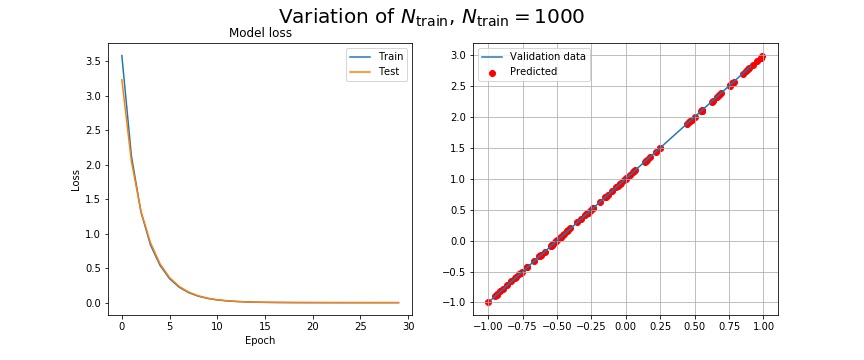 Variation of N_train, N_train = 1000
Model loss
Train
Test
Loss
3.5
3.0
2.5
2.0
1.5
1.0
0.5
0.0
0 5 10 15 20 25 30
Epoch
Validation data
Predicted
3.0
2.5
2.0
1.5
1.0
0.5
0.0
−0.5
−1.0
−1.00 −0.75 −0.50 −0.25 0.00 0.25 0.50 0.75 1.00